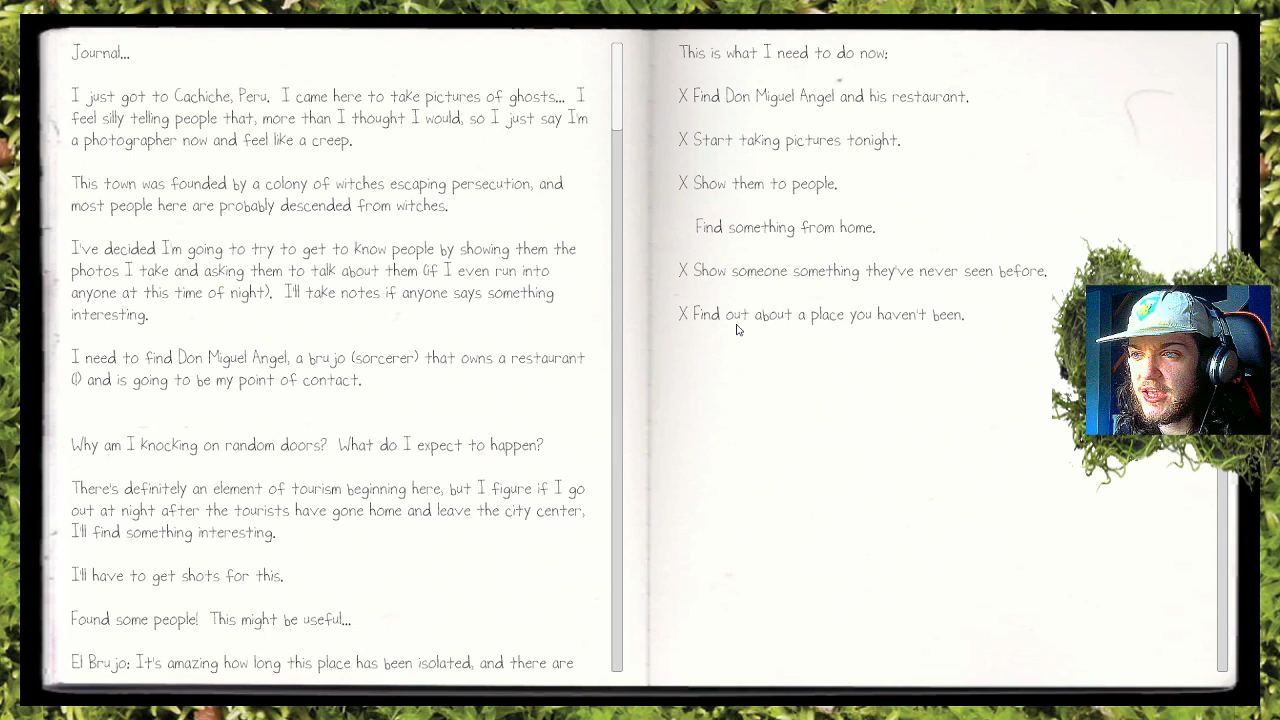 Journal...
I just got to Cachiche, Peru. I came here to take pictures of ghosts... I
feel silly telling people that, more than I thought I would, so I just say I'm
a photographer now and feel like a creep.
This town was founded by a colony of witches escaping persecution, and
most people here are probably descended from witches.
I've decided I'm going to try to get to know people by showing them the
photos I take and asking them to talk about them (if I even run into
anyone at this time of night). I'll take notes if anyone says something
interesting.
I need to find Don Miguel Angel, a brujo (sorcerer) that owns a restaurant
(!) and is going to be my point of contact.
Why am I knocking on random doors? What do I expect to happen?
There's definitely an element of tourism beginning here, but I figure if I go
out at night after the tourists have gone home and leave the city center,
I'll find something interesting.
I'll have to get shots for this.
Found some people! This might be useful...
El Brujo: It's amazing how long this place has been isolated, and there are
This is what I need to do now:
X Find Don Miguel Angel and his restaurant.
X Start taking pictures tonight.
X Show them to people.
Find something from home.
X Show someone something they've never seen before.
X Find out about a place you haven't been.